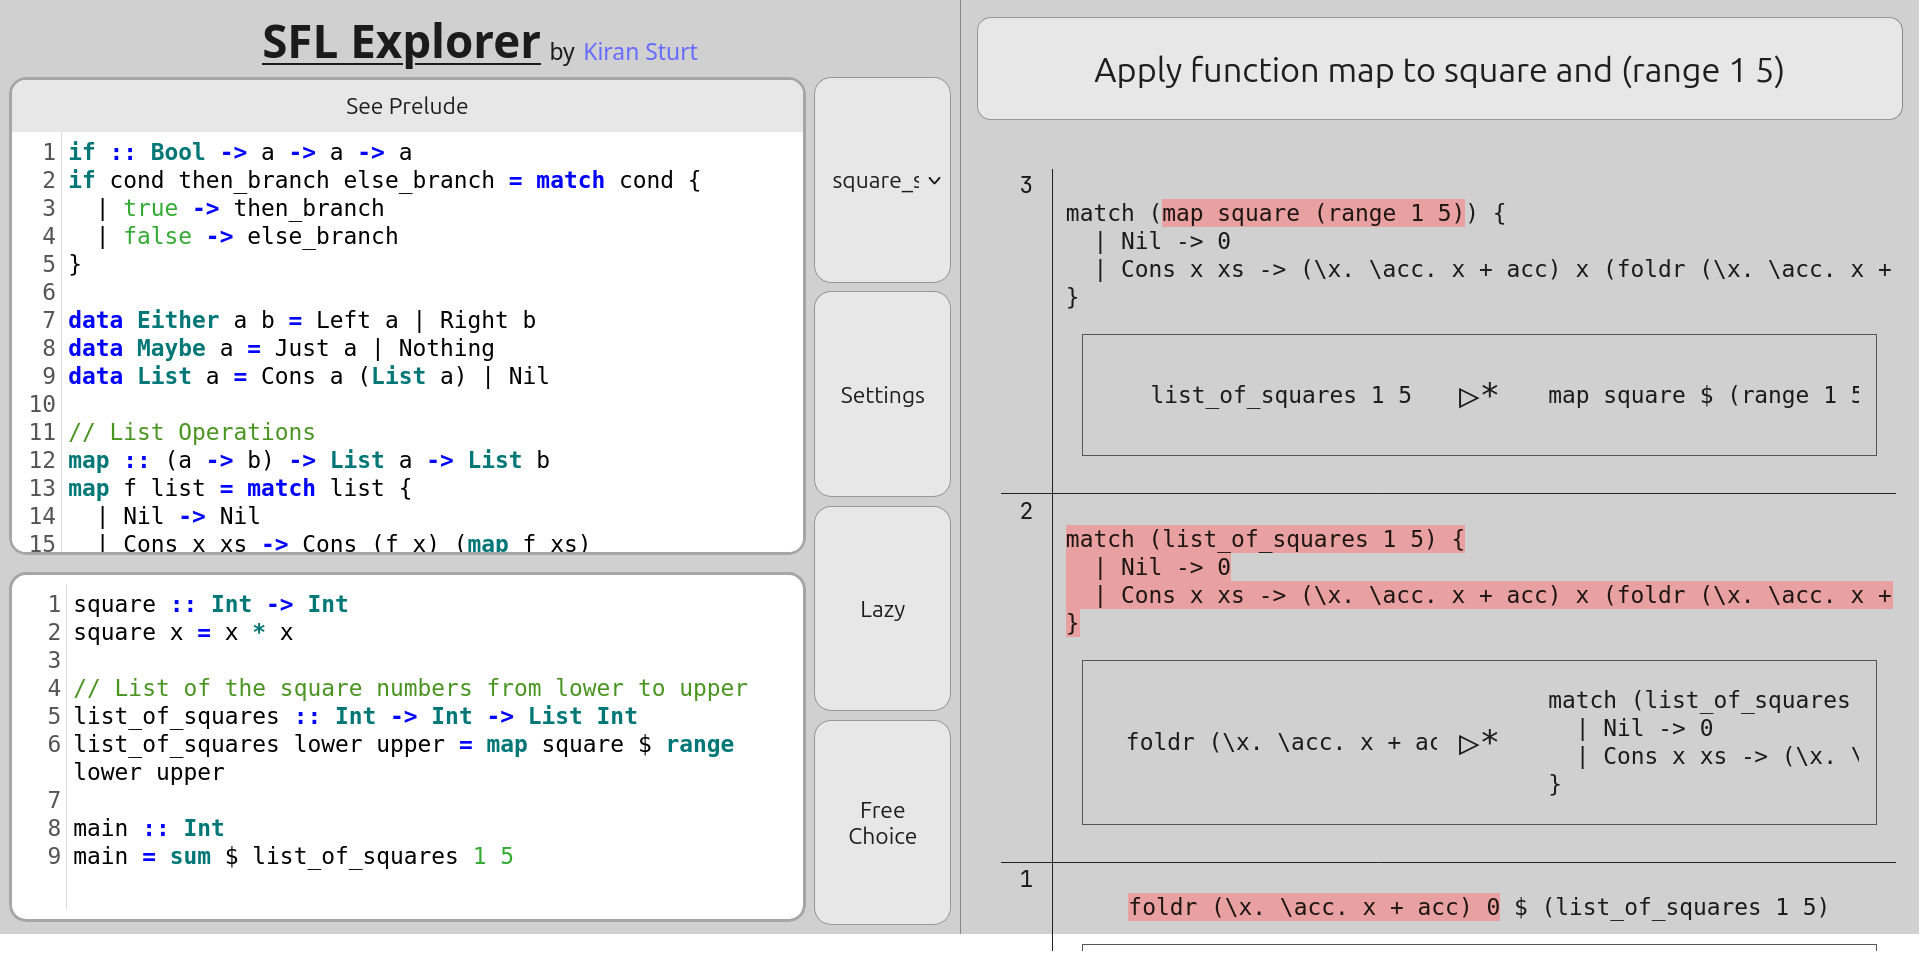 SFL Explorer by Kiran Sturt
See Prelude
1 if :: Bool -> a -> a -> a
2 if cond then_branch else_branch = match cond {
3   | true -> then_branch
4   | false -> else_branch
5 }
6
7 data Either a b = Left a | Right b
8 data Maybe a = Just a | Nothing
9 data List a = Cons a (List a) | Nil
10
11 // List Operations
12 map :: (a -> b) -> List a -> List b
13 map f list = match list {
14   | Nil -> Nil
15   | Cons x xs -> Cons (f x) (map f xs)
1 square :: Int -> Int
2 square x = x * x
3
4 // List of the square numbers from lower to upper
5 list_of_squares :: Int -> Int -> List Int
6 list_of_squares lower upper = map square $ range
lower upper
7
8 main :: Int
9 main = sum $ list_of_squares 1 5
square_s
Settings
Lazy
Free
Choice
Apply function map to square and (range 1 5)
3
match (map square (range 1 5)) {
  | Nil -> 0
  | Cons x xs -> (\x. \acc. x + acc) x (foldr (\x. \acc. x +
}
list_of_squares 1 5 ▷* map square $ (range 1 5
2
match (list_of_squares 1 5) {
  | Nil -> 0
  | Cons x xs -> (\x. \acc. x + acc) x (foldr (\x. \acc. x +
}
foldr (\x. \acc. x + ac ▷* match (list_of_squares
  | Nil -> 0
  | Cons x xs -> (\x. \
}
1
foldr (\x. \acc. x + acc) 0 $ (list_of_squares 1 5)